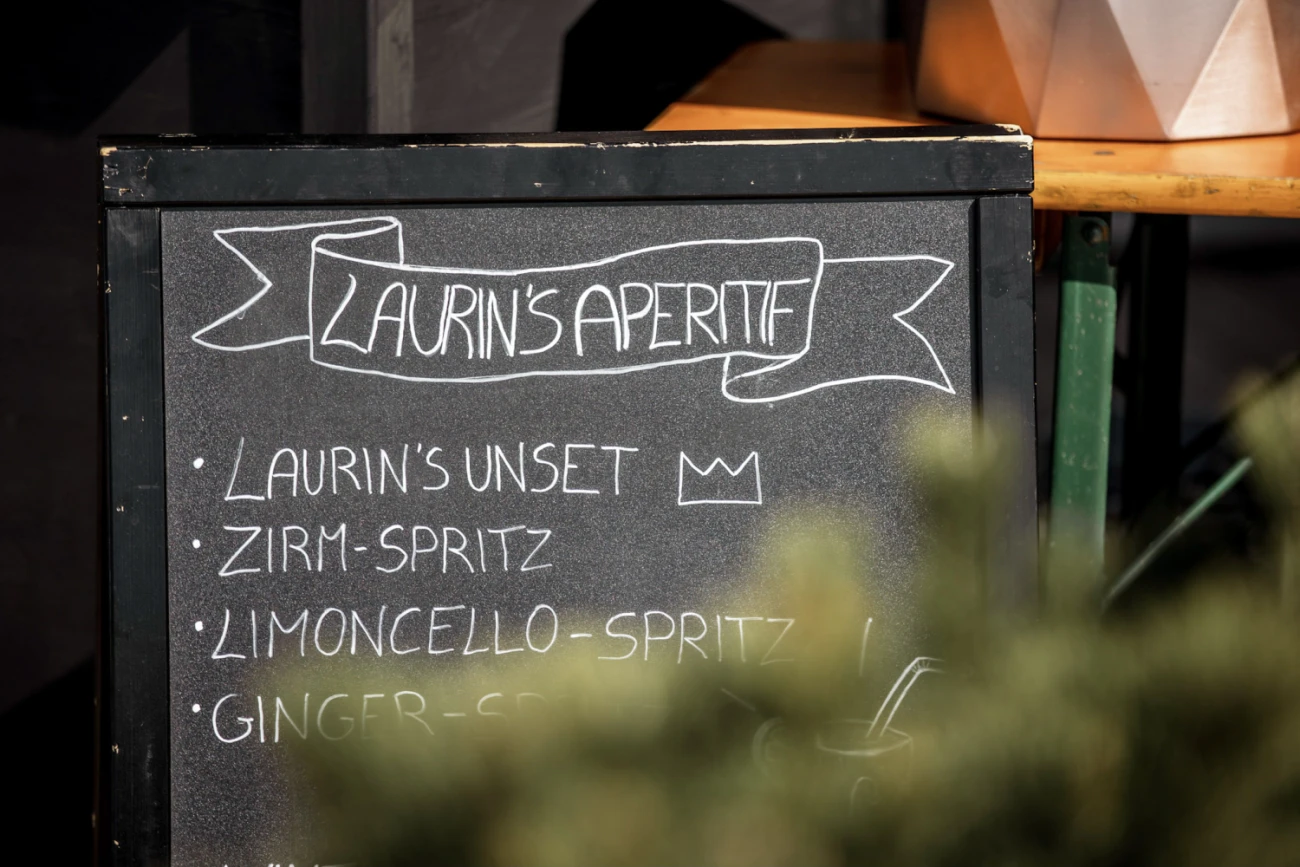 LAURIN'S APERITIF
• LAURIN'S UNSET
• ZIRM-SPRITZ
• LIMONCELLO-SPRITZ
• GINGER-